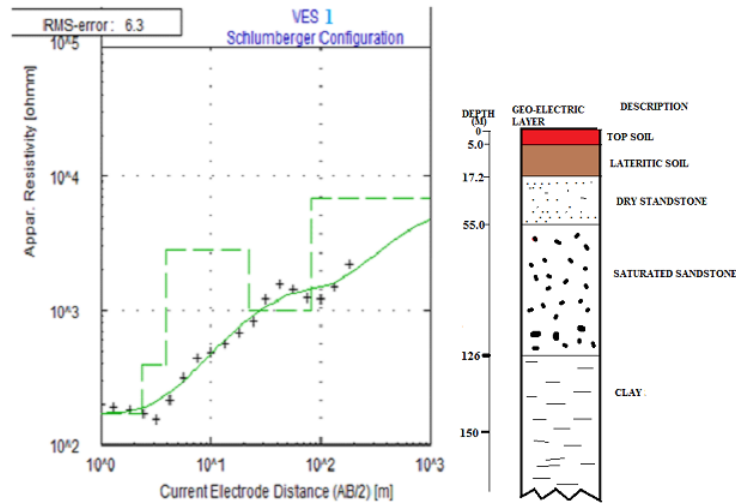 RMS-error : 6.3
VES 1
Schlumberger Configuration
10^5
10^4
10^3
10^2
Appar. Resistivity [ohmm]
10^0
10^1
10^2
10^3
Current Electrode Distance (AB/2) [m]
DEPTH
(M)
GEO-ELECTRIC
LAYER
DESCRIPTION
0
TOP SOIL
5.0
LATERITIC SOIL
17.2
DRY STANDSTONE
55.0
SATURATED SANDSTONE
126
CLAY
150